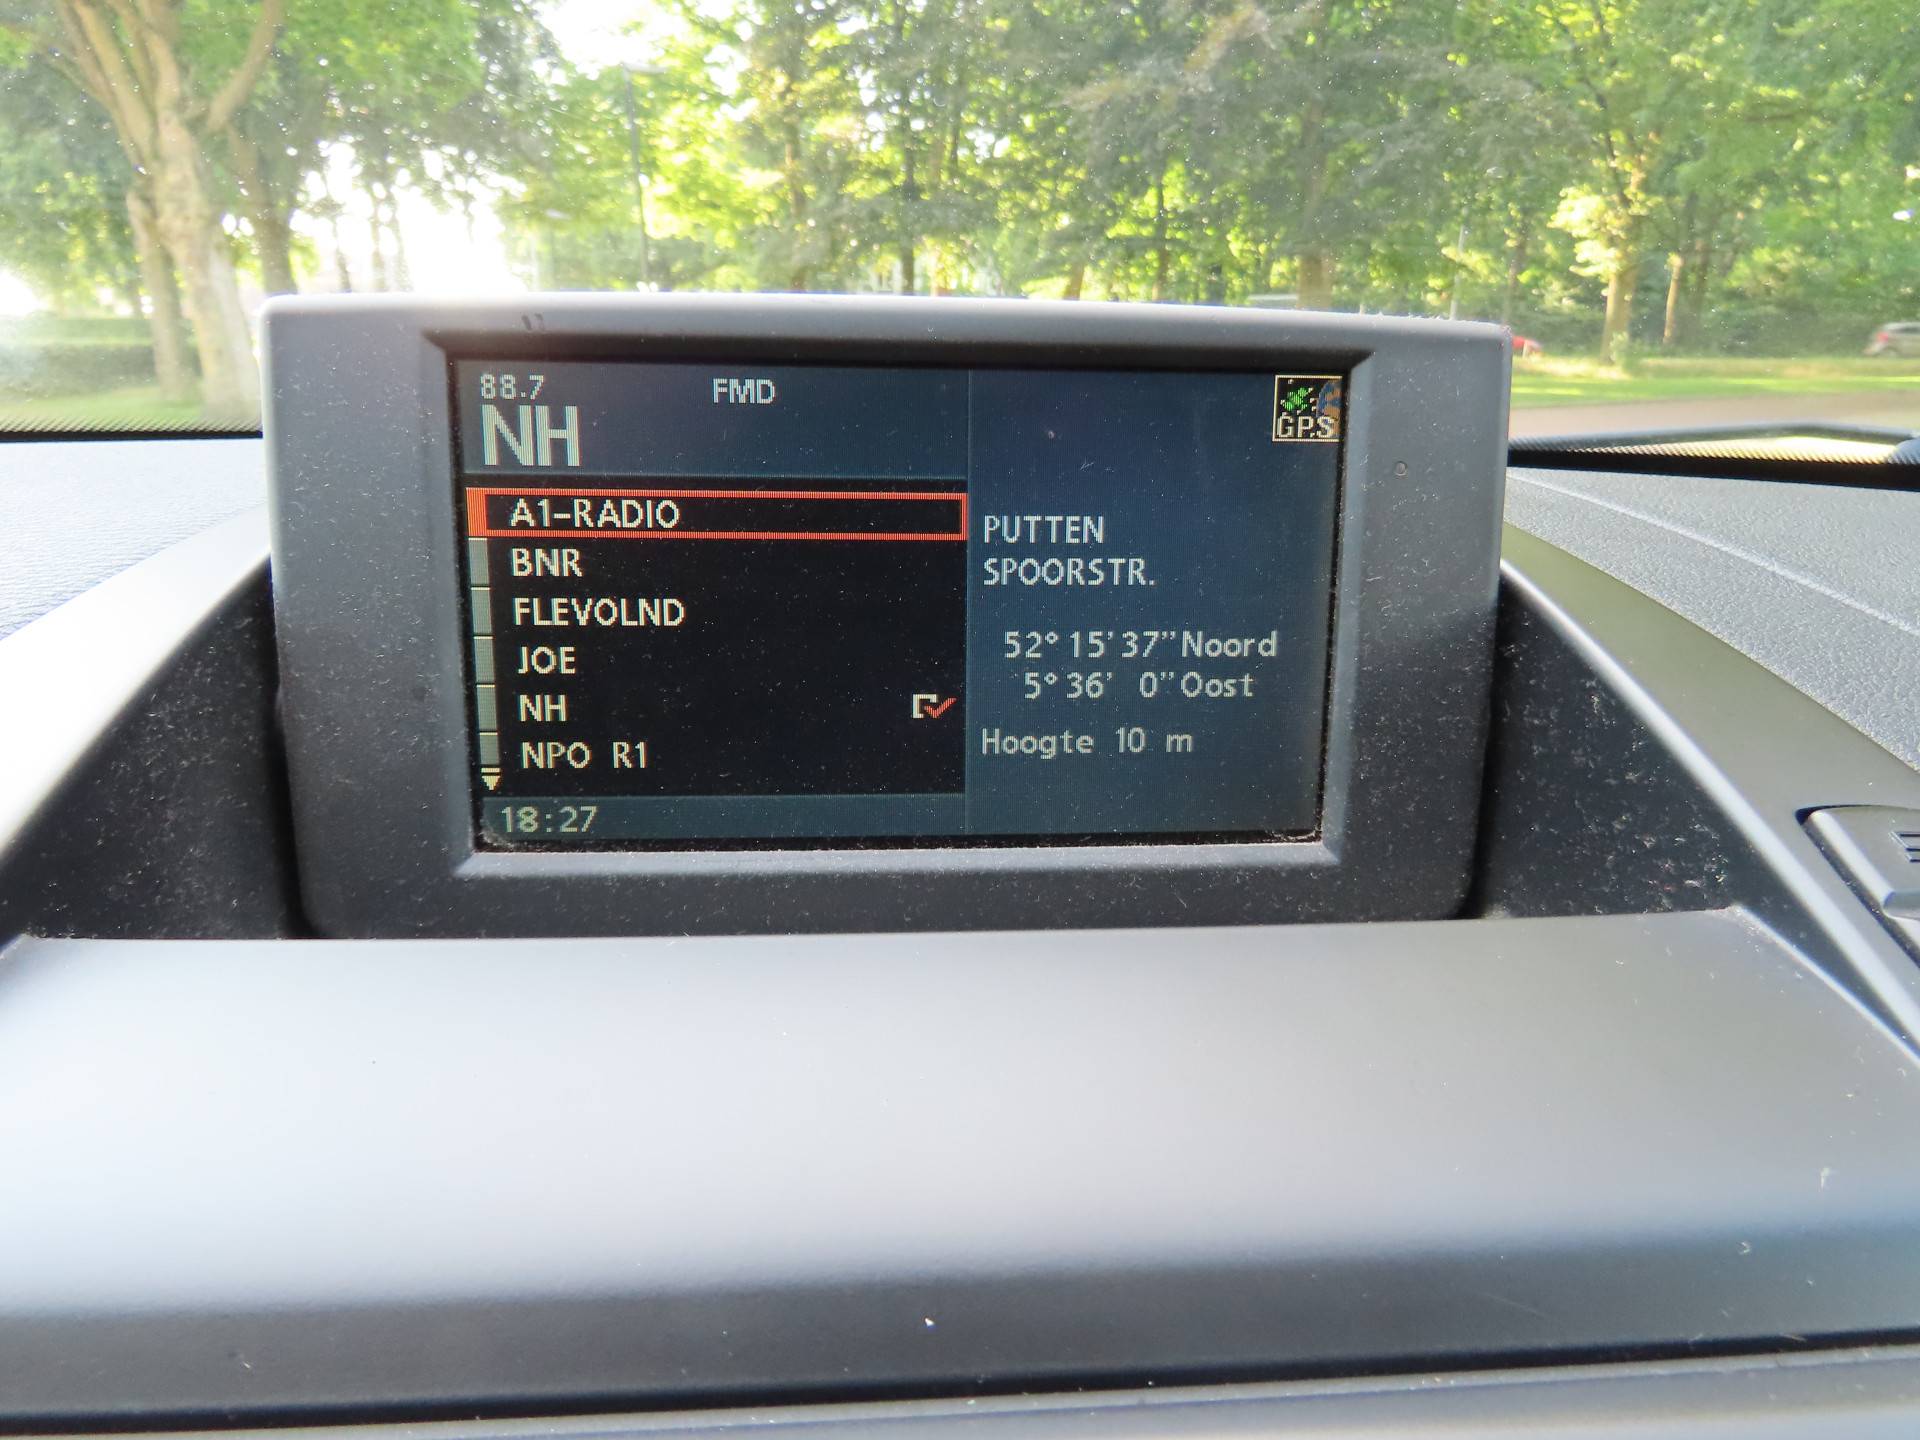 88.7 FMD
NH
GPS
A1-RADIO
BNR
FLEVOLND
JOE
NH
NPO R1
18:27
PUTTEN
SPOORSTR.
52° 15' 37" Noord
5° 36' 0" Oost
Hoogte 10 m